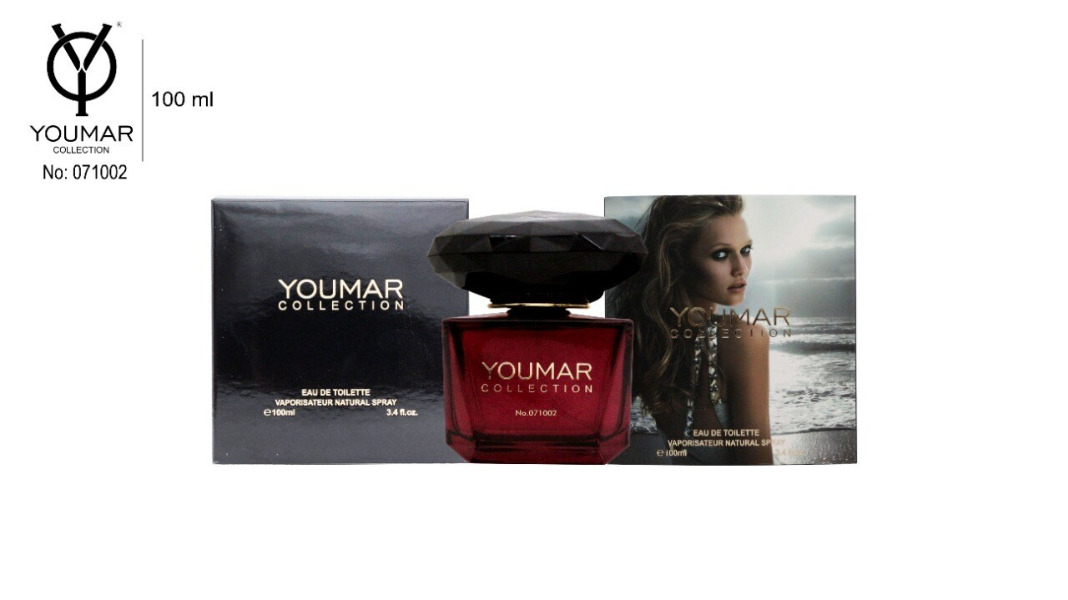 ®
100 ml
YOUMAR
COLLECTION
No: 071002
YOUMAR
COLLECTION
EAU DE TOILETTE
VAPORISATEUR NATURAL SPRAY
℮100ml 3.4 fl.oz.
YOUMAR
COLLECTION
No.071002
YOUMAR
COLLECTION
EAU DE TOILETTE
VAPORISATEUR NATURAL SPRAY
℮100ml